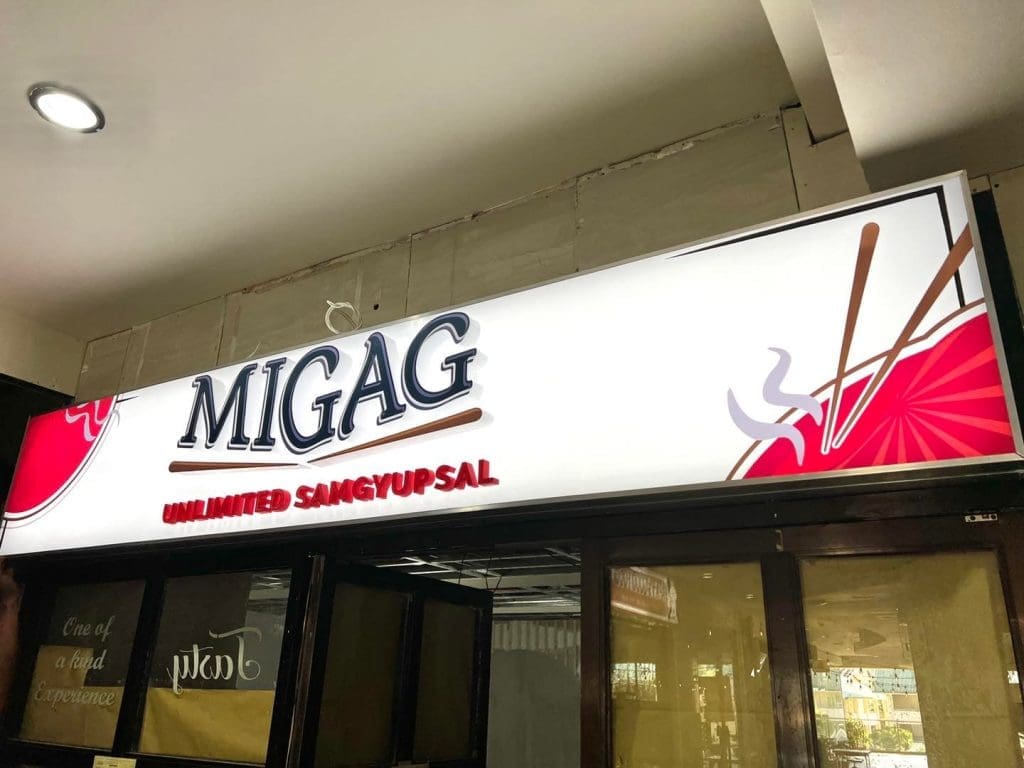 MIGAG
UNLIMITED SAMGYUPSAL
One of
a kind
Experience
Tasty